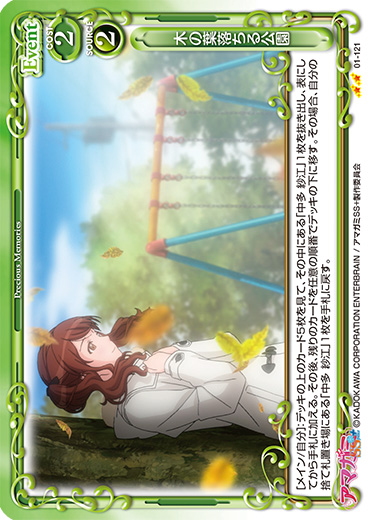 Event
COST
2
SOURCE
2
木の葉落ちる公園
Precious Memories
[メイン/自分]:デッキの上のカード5枚を見て、その中にある「中多 紗江」1枚を抜き出し、表にし
てから手札に加える。その後、残りのカードを任意の順番でデッキの下に移す。その場合、自分の
捨て札置き場にある「中多 紗江」1枚を手札に戻す。
アマガミSS+
©KADOKAWA CORPORATION ENTERBRAIN / アマガミSS+製作委員会
01-121